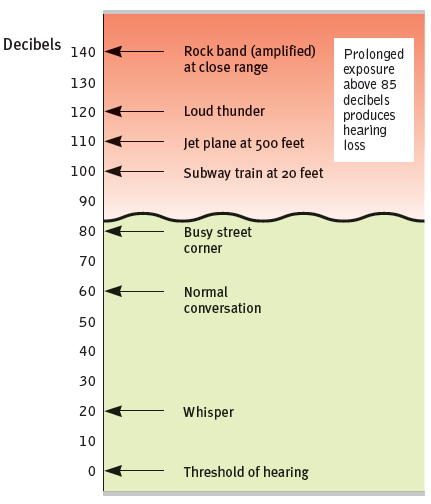 Decibels
140
Rock band (amplified)
at close range
Prolonged
exposure
above 85
decibels
produces
hearing
loss
130
120
Loud thunder
110
Jet plane at 500 feet
100
Subway train at 20 feet
90
80
Busy street
corner
70
60
Normal
conversation
50
40
30
20
Whisper
10
0
Threshold of hearing